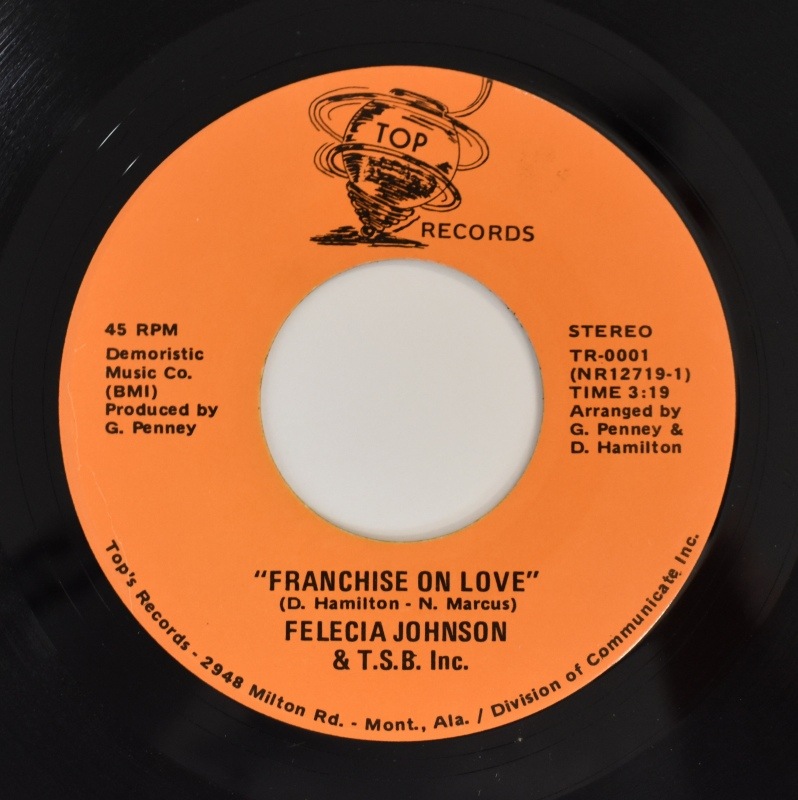 TOP
RECORDS
45 RPM
Demoristic
Music Co.
(BMI)
Produced by
G. Penney
STEREO
TR-0001
(NR12719-1)
TIME 3:19
Arranged by
G. Penney &
D. Hamilton
"FRANCHISE ON LOVE"
(D. Hamilton - N. Marcus)
FELECIA JOHNSON
& T.S.B. Inc.
Top's Records - 2948 Milton Rd. - Mont., Ala. / Division of Communicate Inc.